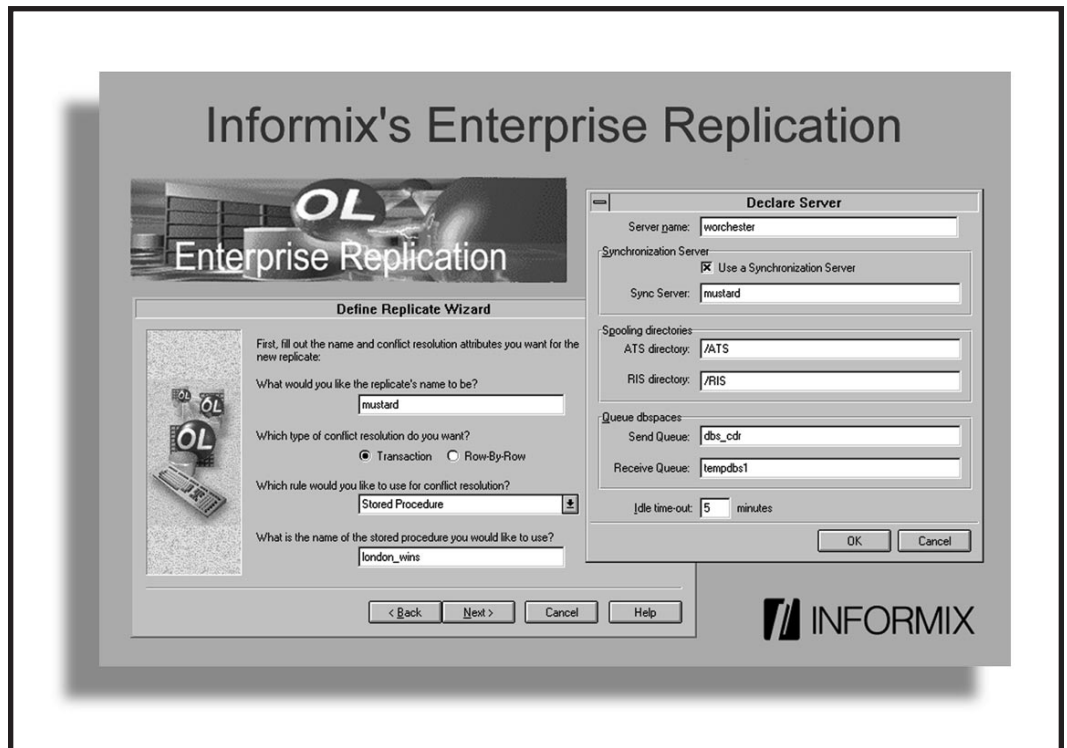 Informix's Enterprise Replication
OL
Enterprise Replication
Define Replicate Wizard
OL
OL
OL
First, fill out the name and conflict resolution attributes you want for the
new replicate:
What would you like the replicate's name to be?
mustard
Which type of conflict resolution do you want?
Transaction Row-By-Row
Which rule would you like to use for conflict resolution?
Stored Procedure
What is the name of the stored procedure you would like to use?
london_wins
< Back Next > Cancel Help
Declare Server
Server name: worchester
Synchronization Server
Use a Synchronization Server
Sync Server: mustard
Spooling directories
ATS directory: /ATS
RIS directory: /RIS
Queue dbspaces
Send Queue: dbs_cdr
Receive Queue: tempdbs1
Idle time-out: 5 minutes
OK Cancel
INFORMIX